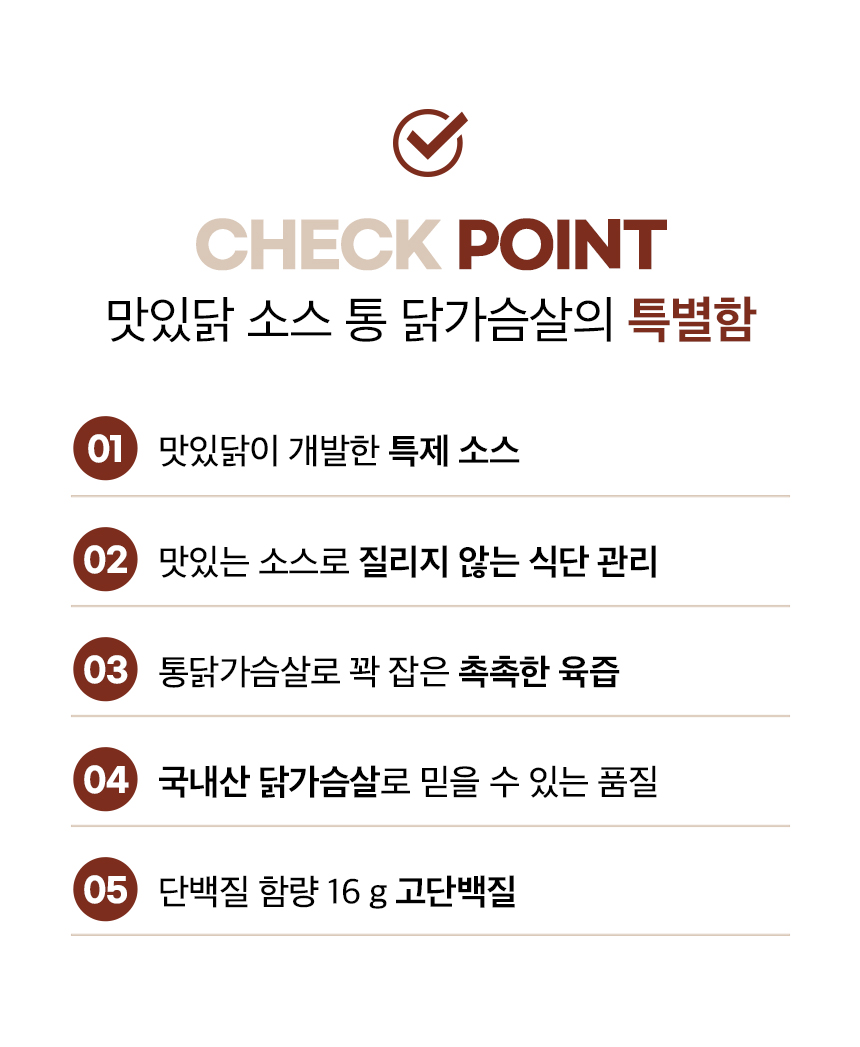 CHECK POINT
맛있닭 소스 통 닭가슴살의 특별함
01 맛있닭이 개발한 특제 소스
02 맛있는 소스로 질리지 않는 식단 관리
03 통닭가슴살로 꽉 잡은 촉촉한 육즙
04 국내산 닭가슴살로 믿을 수 있는 품질
05 단백질 함량 16 g 고단백질